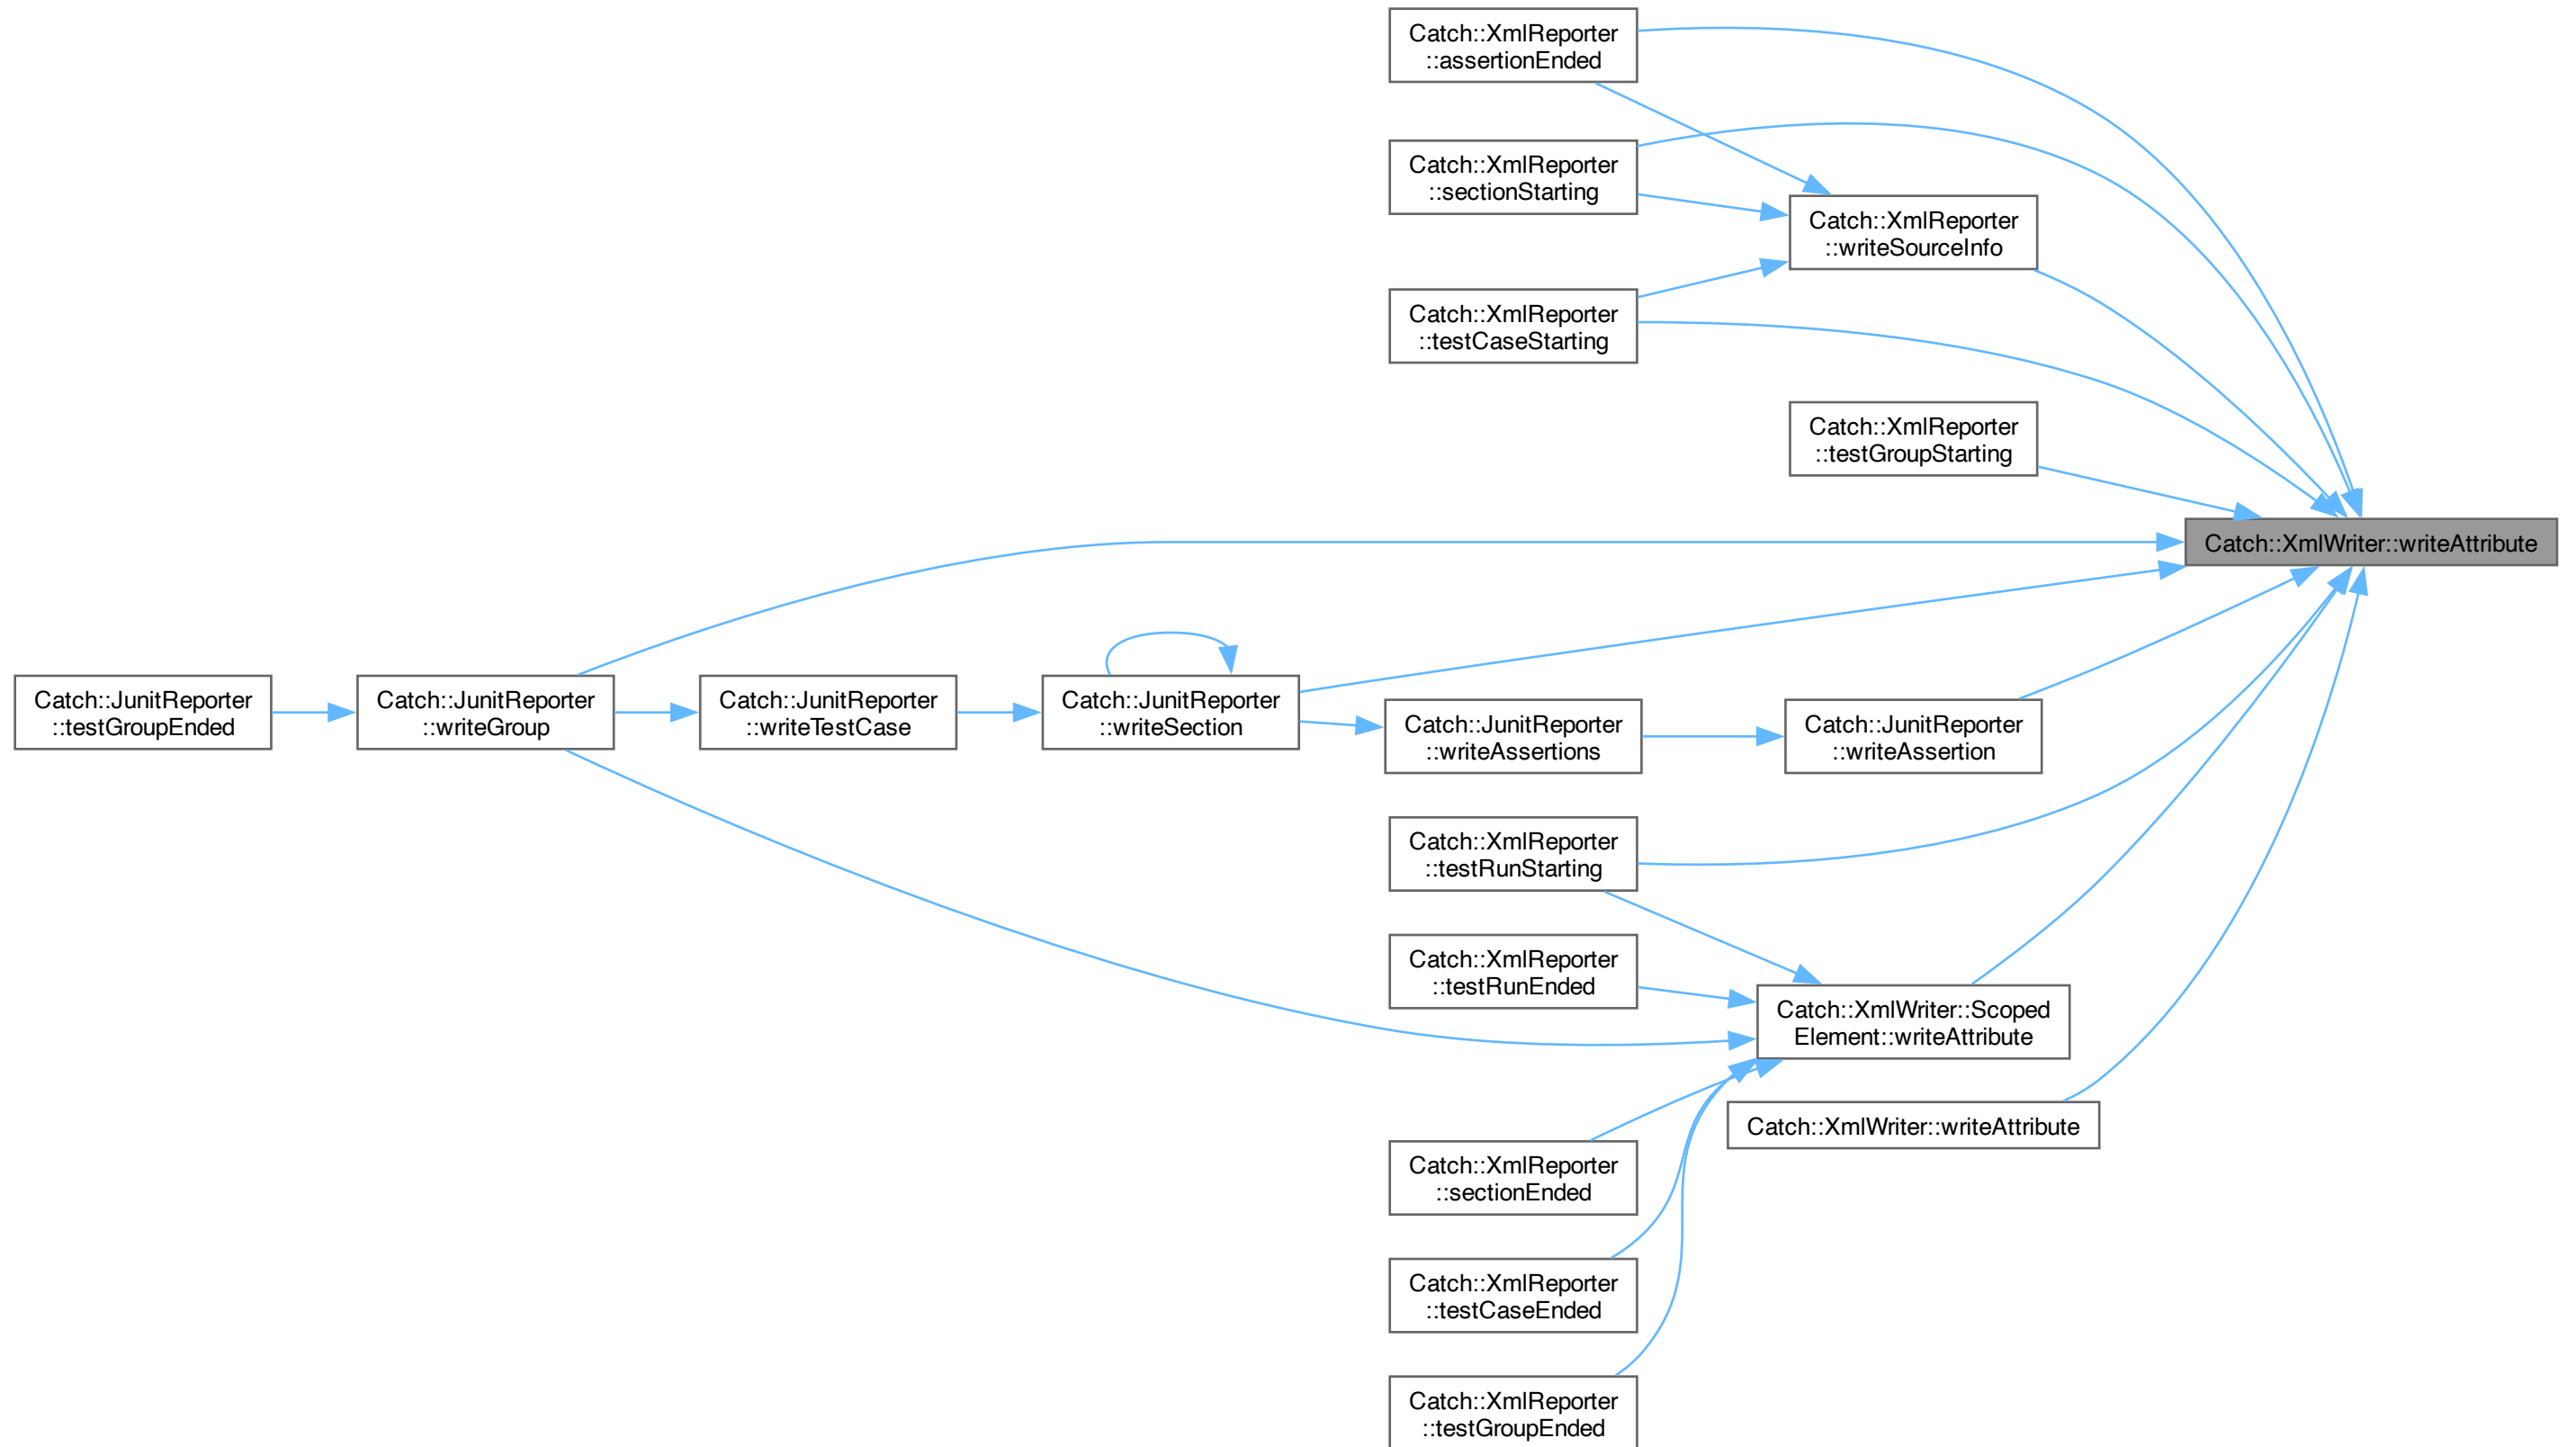 Catch::XmlReporter
::assertionEnded
Catch::XmlReporter
::sectionStarting
Catch::XmlReporter
::writeSourceInfo
Catch::XmlReporter
::testCaseStarting
Catch::XmlReporter
::testGroupStarting
Catch::XmlWriter::writeAttribute
Catch::JunitReporter
::testGroupEnded
Catch::JunitReporter
::writeGroup
Catch::JunitReporter
::writeTestCase
Catch::JunitReporter
::writeSection
Catch::JunitReporter
::writeAssertions
Catch::JunitReporter
::writeAssertion
Catch::XmlReporter
::testRunStarting
Catch::XmlReporter
::testRunEnded
Catch::XmlWriter::Scoped
Element::writeAttribute
Catch::XmlWriter::writeAttribute
Catch::XmlReporter
::sectionEnded
Catch::XmlReporter
::testCaseEnded
Catch::XmlReporter
::testGroupEnded